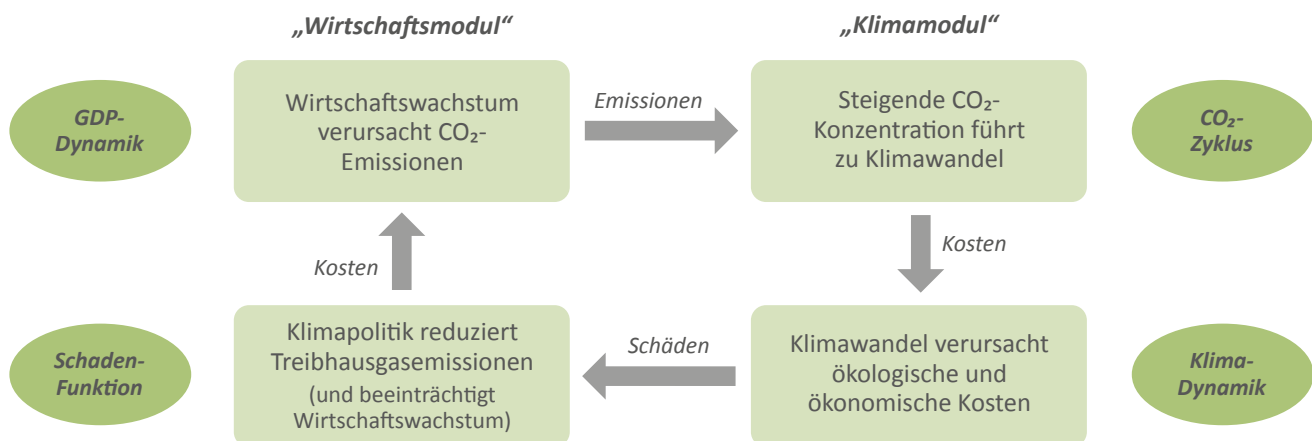 „Wirtschaftsmodul“
„Klimamodul“
GDP-
Dynamik
Wirtschaftswachstum
verursacht CO₂-
Emissionen
Emissionen
Steigende CO₂-
Konzentration führt
zu Klimawandel
CO₂-
Zyklus
Kosten
Kosten
Schaden-
Funktion
Klimapolitik reduziert
Treibhausgasemissionen
(und beeinträchtigt
Wirtschaftswachstum)
Schäden
Klimawandel verursacht
ökologische und
ökonomische Kosten
Klima-
Dynamik